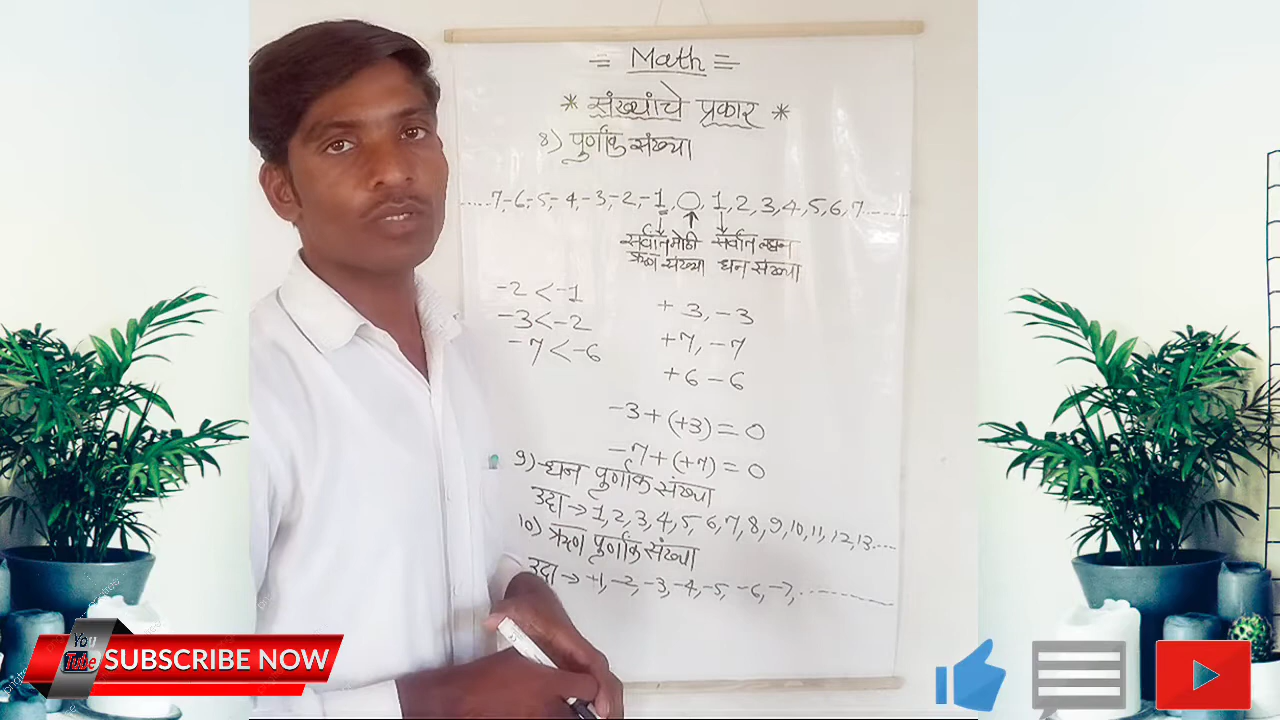 = Math =
* संख्यांचे प्रकार *
8) पुर्णांक संख्या
.....7,-6,-5,-4,-3,-2,-1,0,1,2,3,4,5,6,7......
सर्वात मोठी सर्वात लहान
ऋण संख्या धन संख्या
-2 <-1
-3<-2
-7<-6
+3,-3
+7,-7
+6 -6
-3+(+3)=0
-7+(+7)=0
9) धन पुर्णांक संख्या
उदा→1,2,3,4,5,6,7,8,9,10,11,12,13....
10) ऋण पुर्णांक संख्या
उदा→-1,-2,-3,-4,-5,-6,-7,..........
You
Tube
SUBSCRIBE NOW